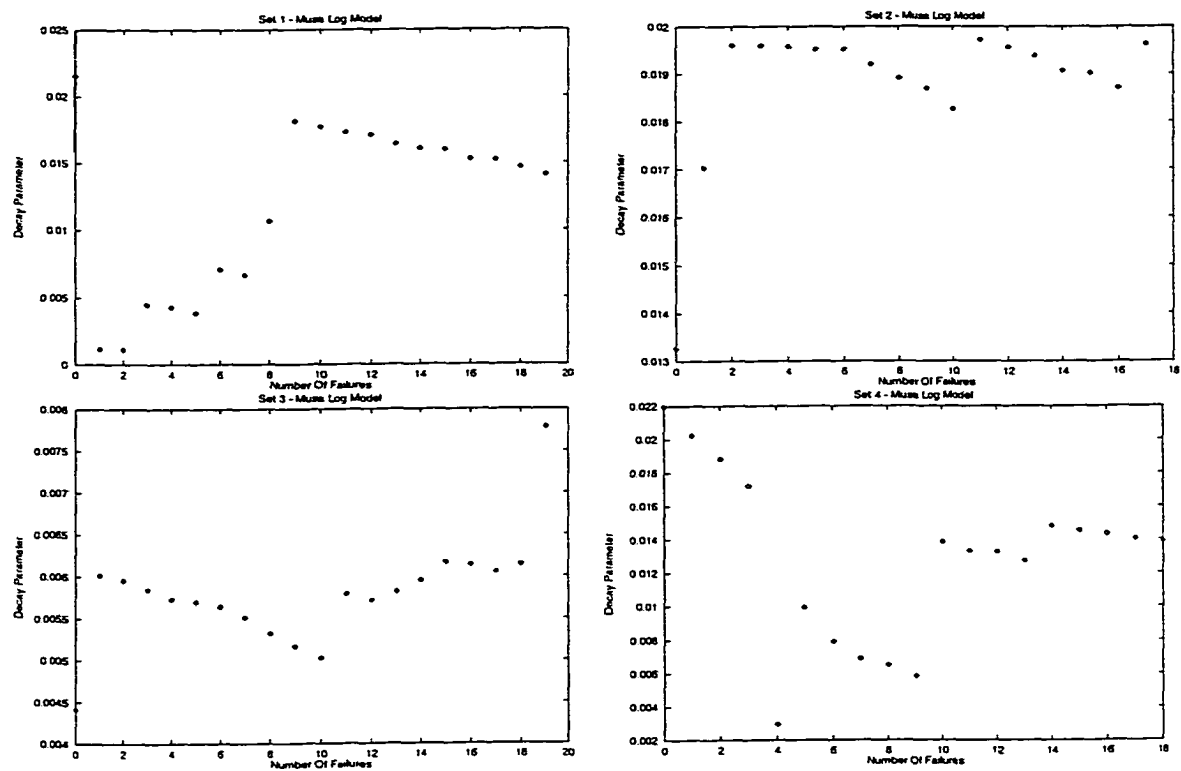 Set 1 - Musa Log Model
0.025
0.02
0.015
0.01
0.005
0
Decay Parameter
0 2 4 6 8 10 12 14 16 18 20
Number Of Failures
Set 2 - Musa Log Model
0.02
0.019
0.018
0.017
0.016
0.015
0.014
0.013
Decay Parameter
0 2 4 6 8 10 12 14 16 18
Number Of Failures
Set 3 - Musa Log Model
0.008
0.0075
0.007
0.0065
0.006
0.0055
0.005
0.0045
0.004
Decay Parameter
0 2 4 6 8 10 12 14 16 18 20
Number Of Failures
Set 4 - Musa Log Model
0.022
0.02
0.018
0.016
0.014
0.012
0.01
0.008
0.006
0.004
0.002
Decay Parameter
0 2 4 6 8 10 12 14 16 18
Number Of Failures